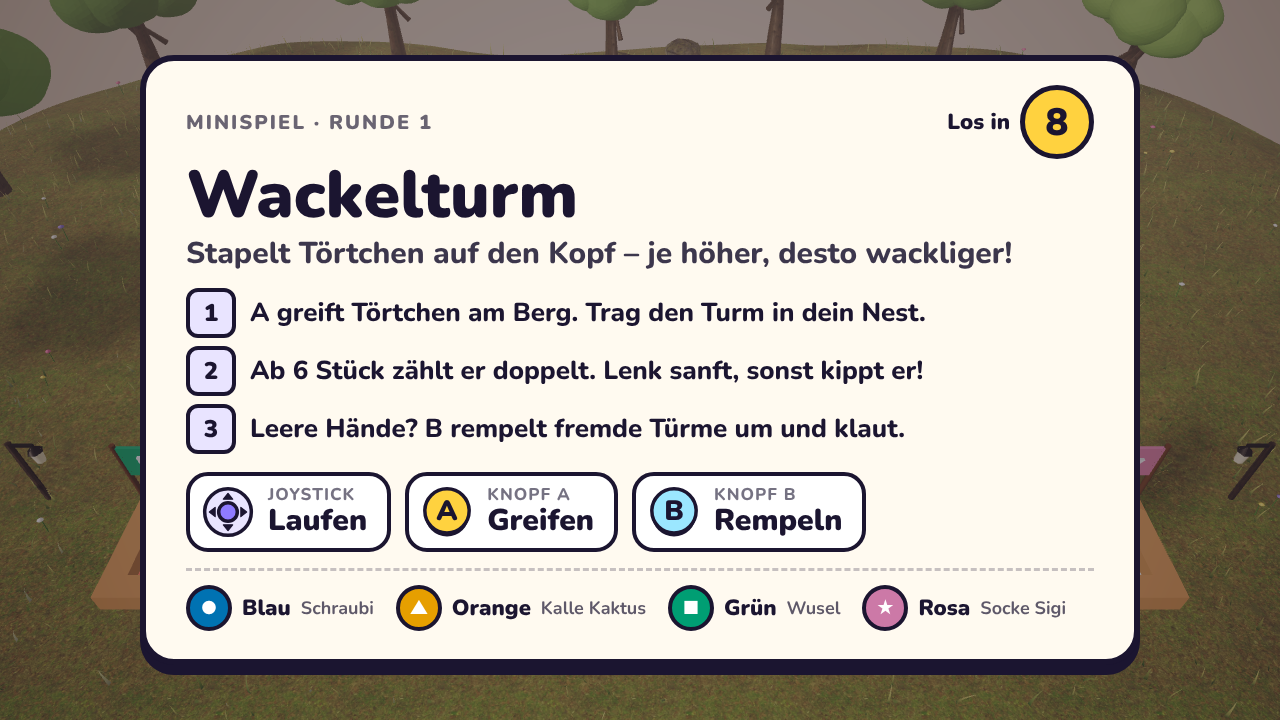 MINISPIEL · RUNDE 1
Los in 8
Wackelturm
Stapelt Törtchen auf den Kopf – je höher, desto wackliger!
1 A greift Törtchen am Berg. Trag den Turm in dein Nest.
2 Ab 6 Stück zählt er doppelt. Lenk sanft, sonst kippt er!
3 Leere Hände? B rempelt fremde Türme um und klaut.
JOYSTICK
Laufen
A
KNOPF A
Greifen
B
KNOPF B
Rempeln
Blau Schraubi
Orange Kalle Kaktus
Grün Wusel
Rosa Socke Sigi